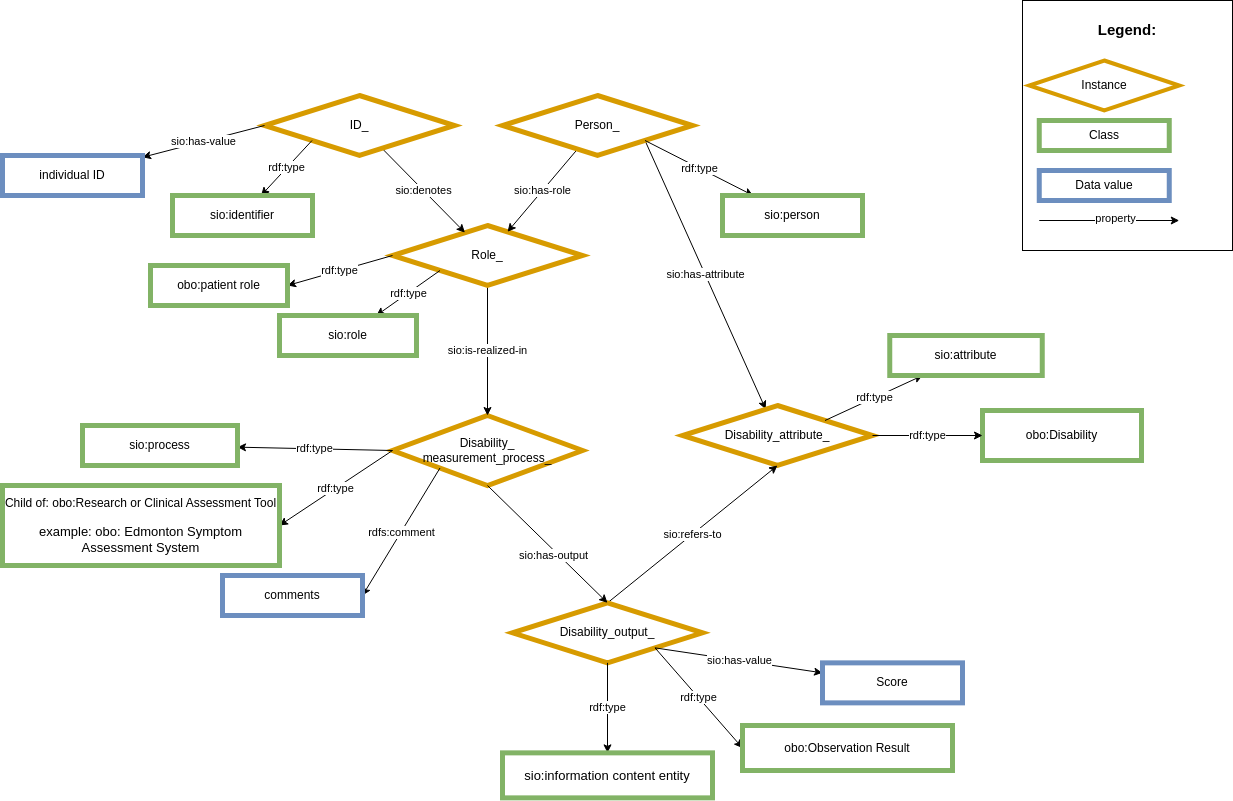 Legend:
Instance
Class
Data value
property
ID_
Person_
sio:has-value
rdf:type
rdf:type
individual ID
sio:denotes
sio:has-role
sio:identifier
sio:person
Role_
sio:has-attribute
rdf:type
obo:patient role
rdf:type
sio:role
sio:is-realized-in
sio:attribute
rdf:type
sio:process
rdf:type
Disability_
measurement_process_
Disability_attribute_
rdf:type
obo:Disability
rdf:type
Child of: obo:Research or Clinical Assessment Tool
example: obo: Edmonton Symptom
Assessment System
rdfs:comment
sio:refers-to
sio:has-output
comments
Disability_output_
sio:has-value
Score
rdf:type
rdf:type
obo:Observation Result
sio:information content entity